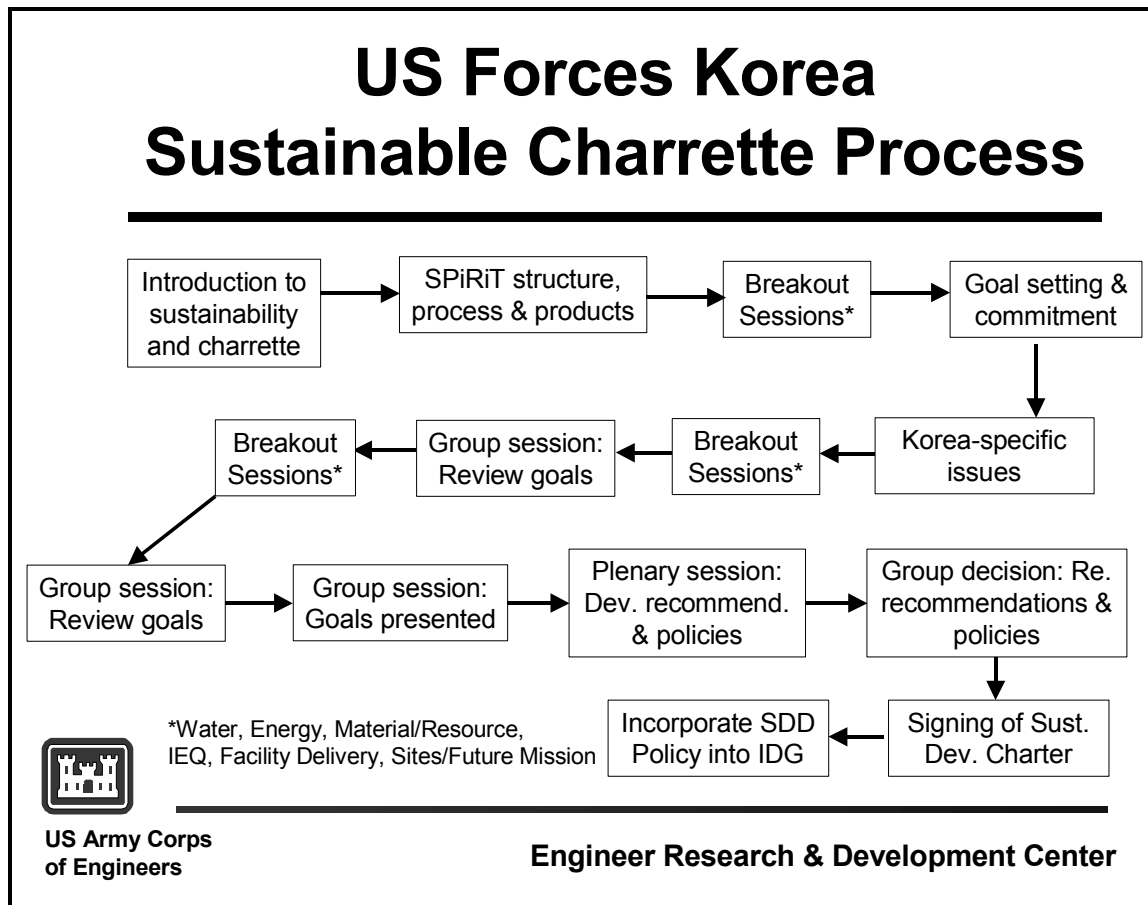 US Forces Korea
Sustainable Charrette Process
Introduction to
sustainability
and charrette
SPiRiT structure,
process & products
Breakout
Sessions*
Goal setting &
commitment
Korea-specific
issues
Breakout
Sessions*
Group session:
Review goals
Breakout
Sessions*
Group session:
Review goals
Group session:
Goals presented
Plenary session:
Dev. recommend.
& policies
Group decision: Re.
recommendations &
policies
Signing of Sust.
Dev. Charter
Incorporate SDD
Policy into IDG
*Water, Energy, Material/Resource,
IEQ, Facility Delivery, Sites/Future Mission
US Army Corps
of Engineers
Engineer Research & Development Center